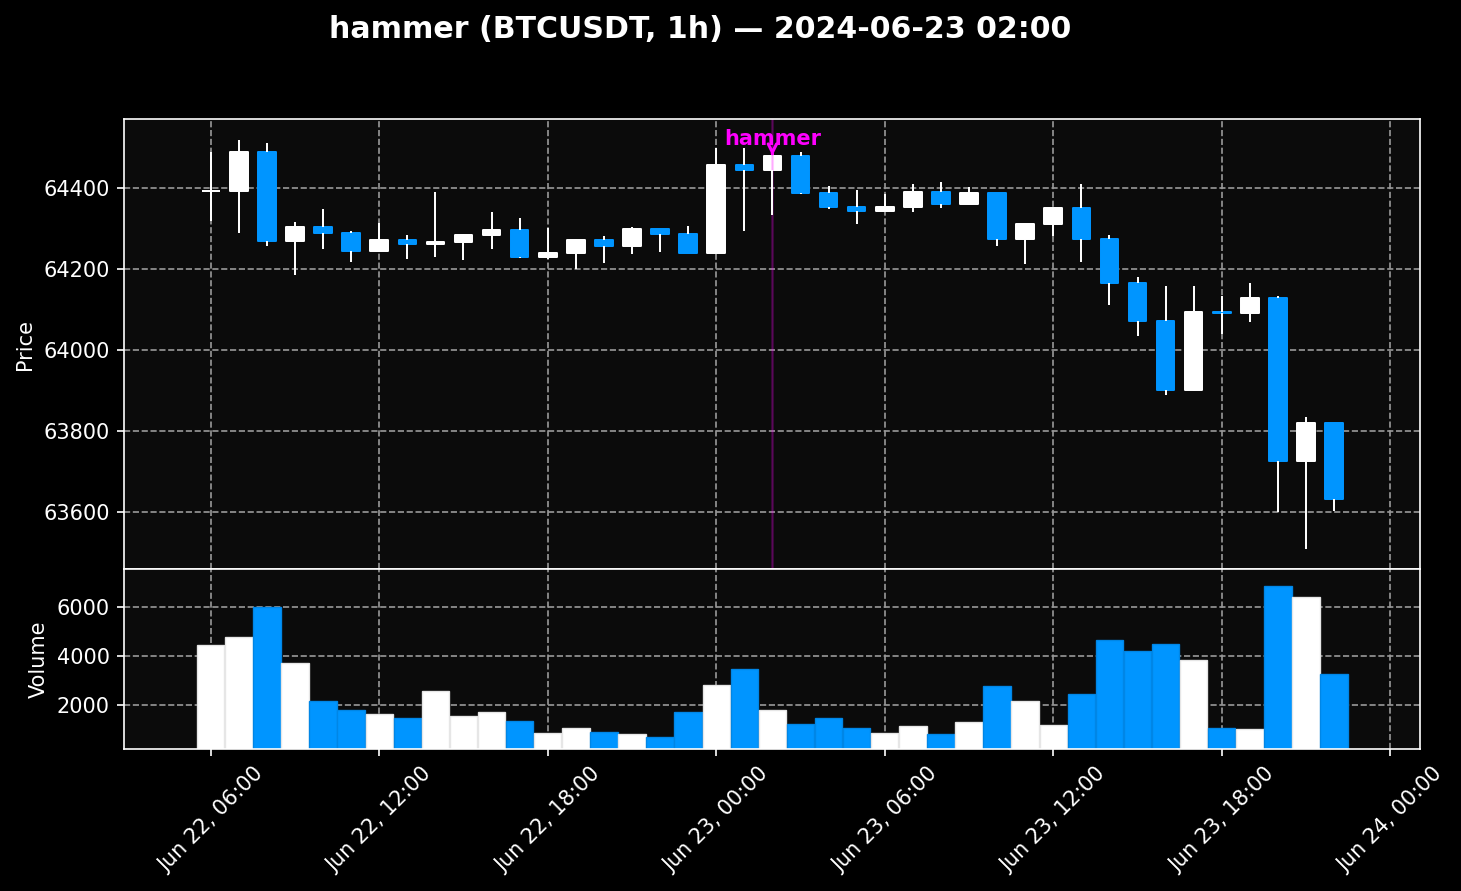 hammer (BTCUSDT, 1h) — 2024-06-23 02:00
hammer
64400
64200
64000
63800
63600
Price
6000
4000
2000
Volume
Jun 22, 06:00
Jun 22, 12:00
Jun 22, 18:00
Jun 23, 00:00
Jun 23, 06:00
Jun 23, 12:00
Jun 23, 18:00
Jun 24, 00:00